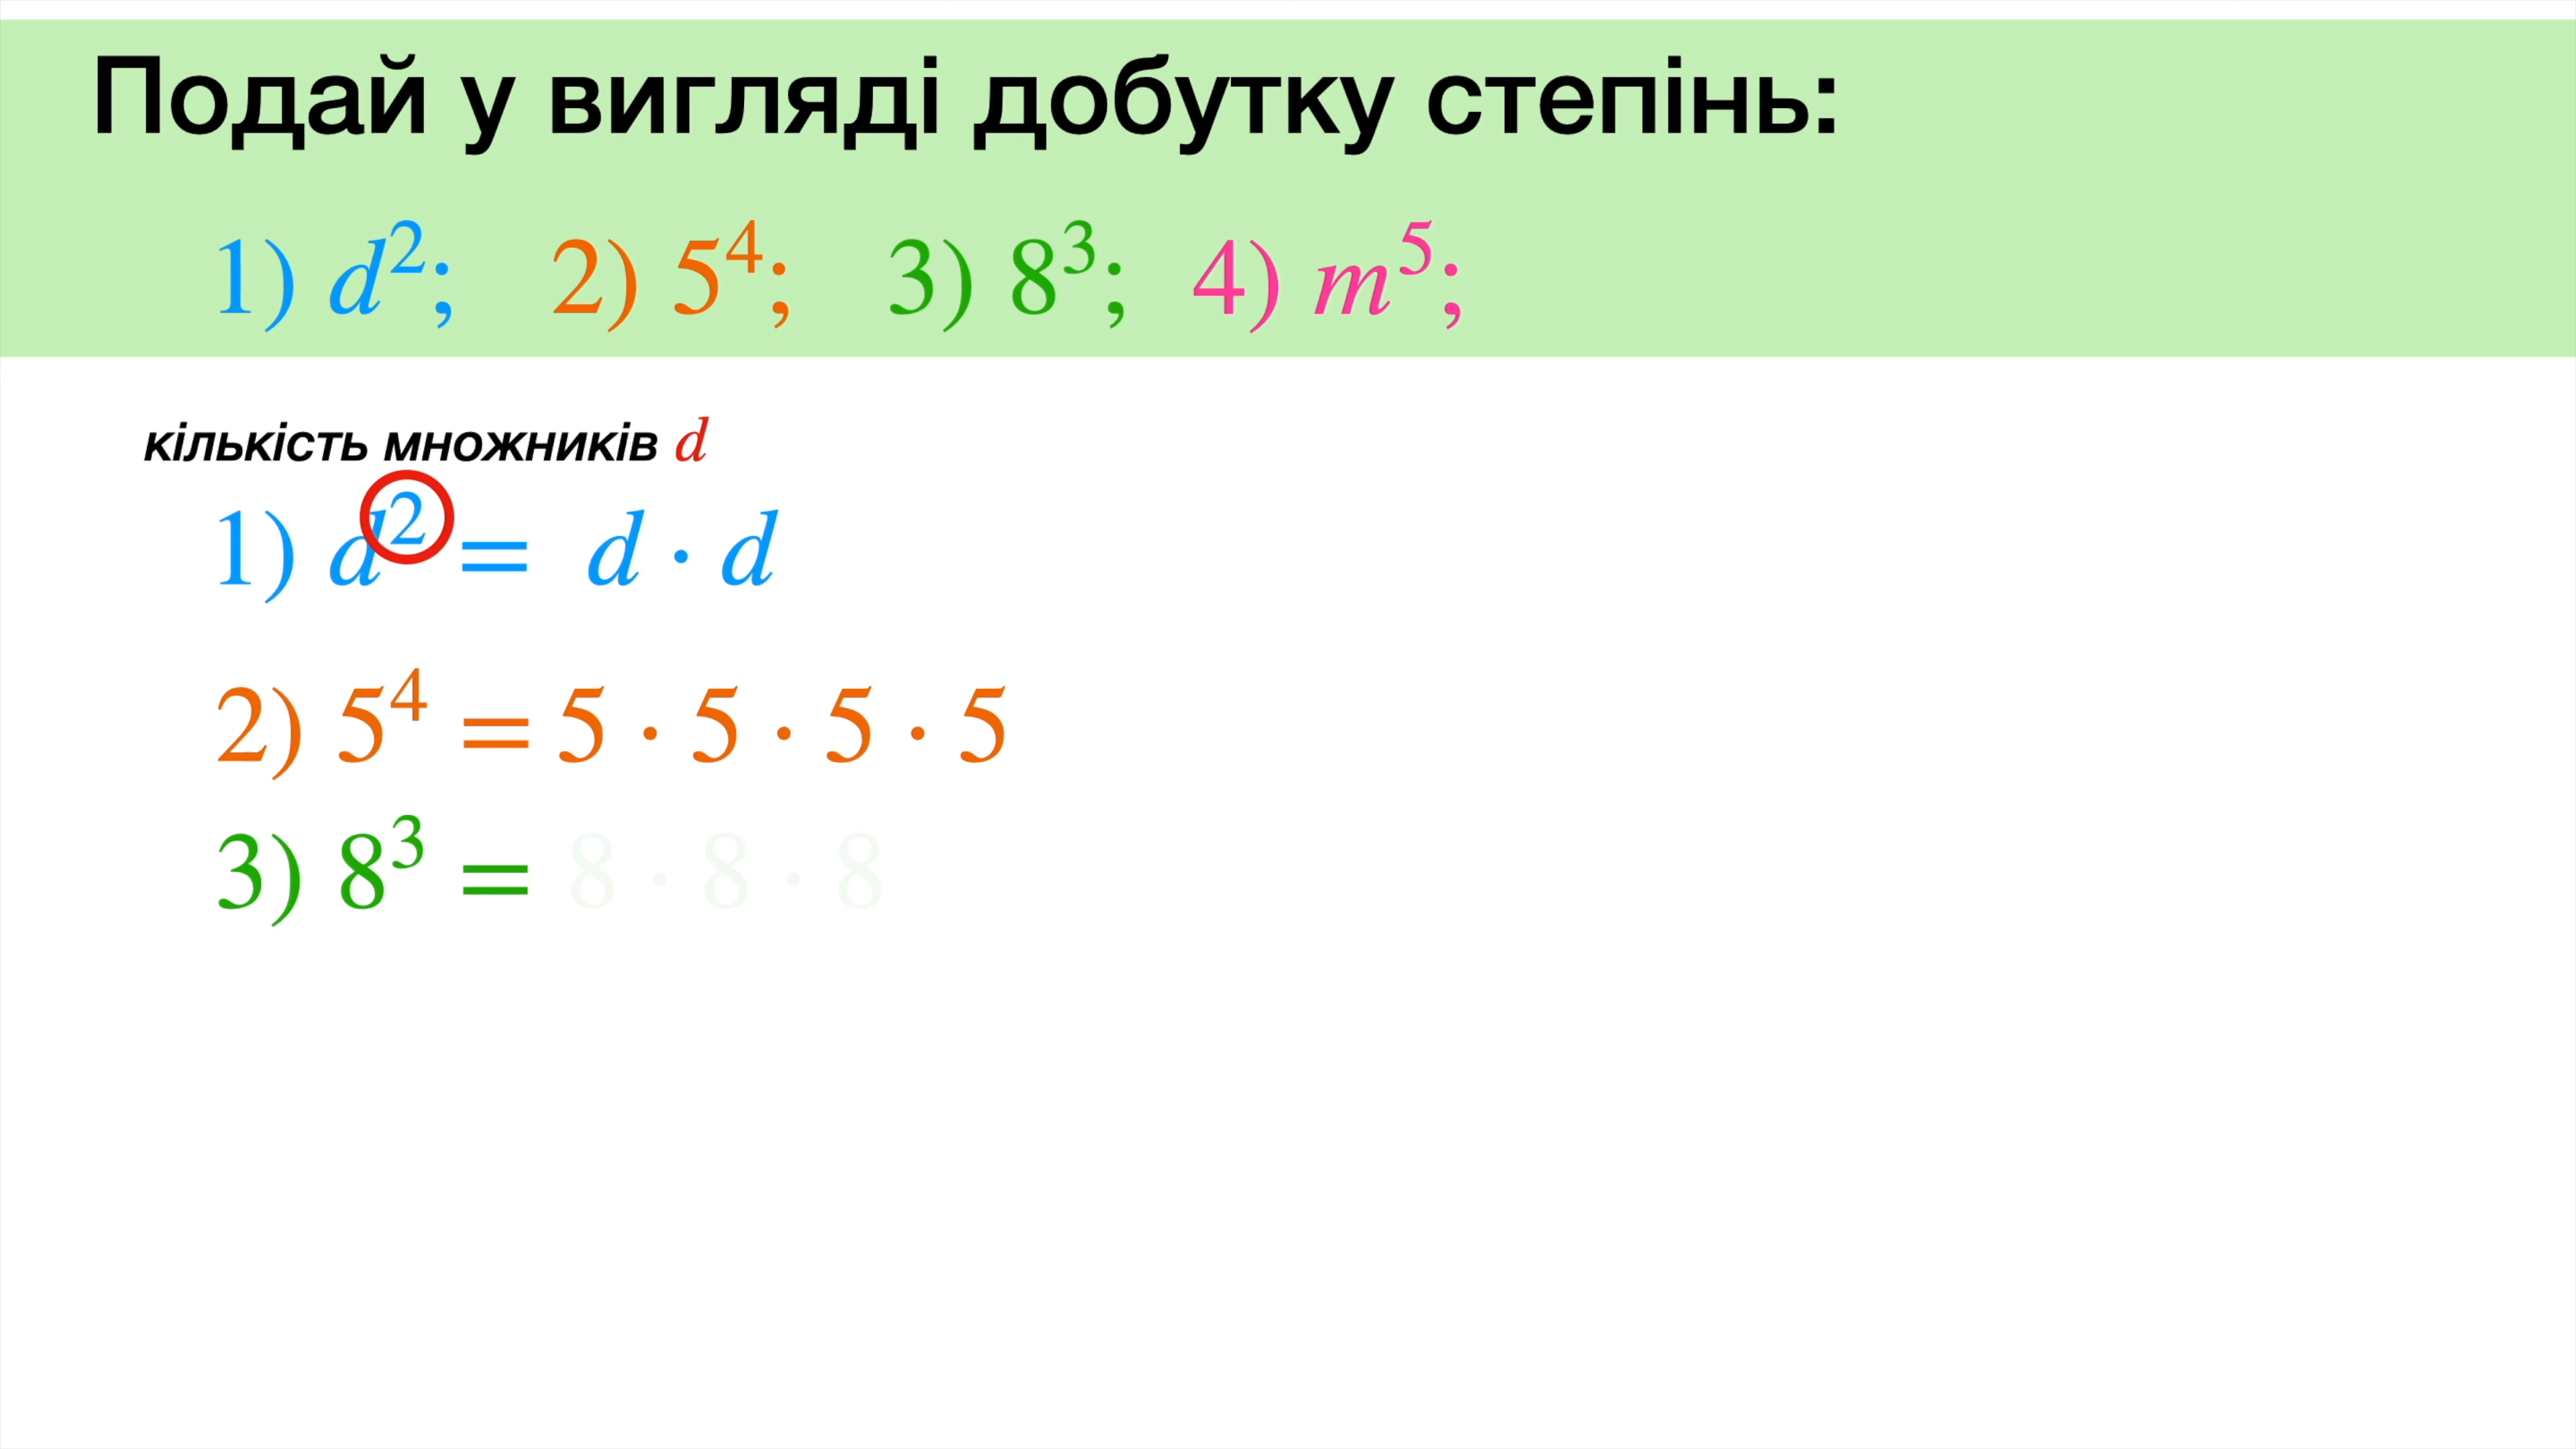 Подай у вигляді добутку степінь:
1) d²; 2) 5⁴; 3) 8³; 4) m⁵;
кількість множників d
1) d² = d · d
2) 5⁴ = 5 · 5 · 5 · 5
3) 8³ = 8 · 8 · 8